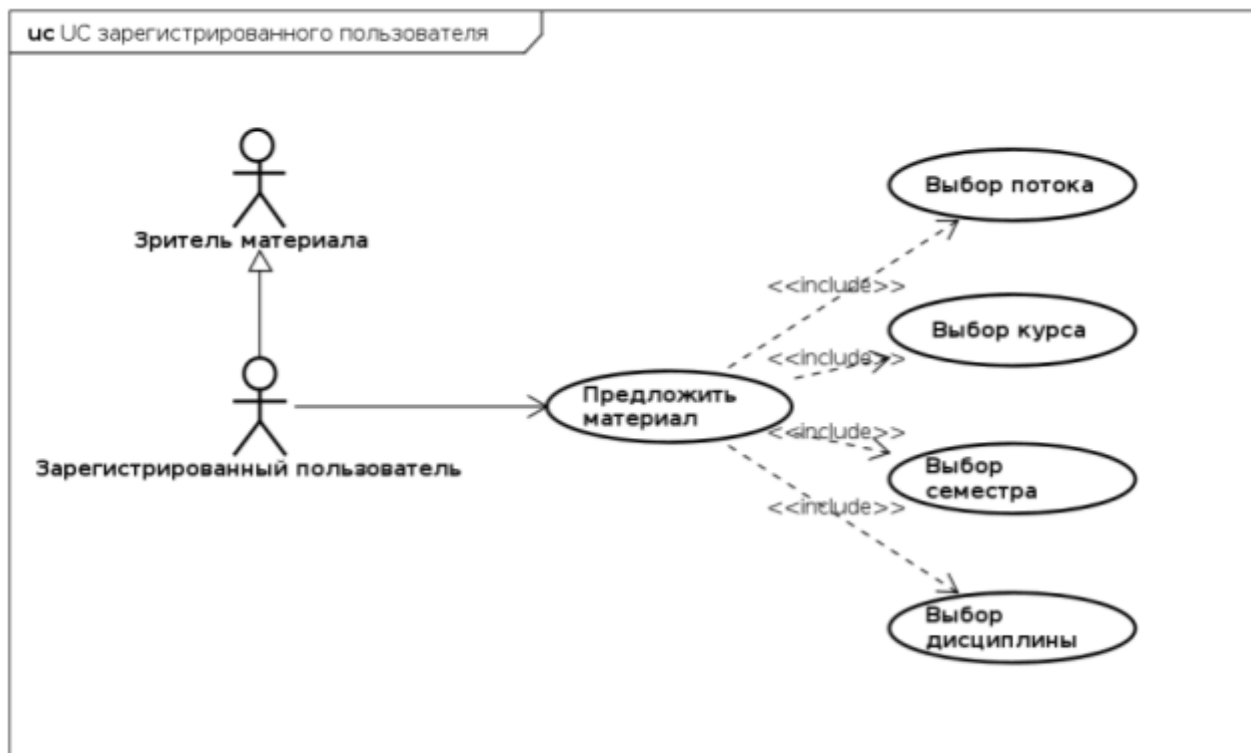 uc UC зарегистрированного пользователя
Зритель материала
Зарегистрированный пользователь
Предложить
материал
<<include>>
<<include>>
<<include>>
<<include>>
Выбор потока
Выбор курса
Выбор
семестра
Выбор
дисциплины